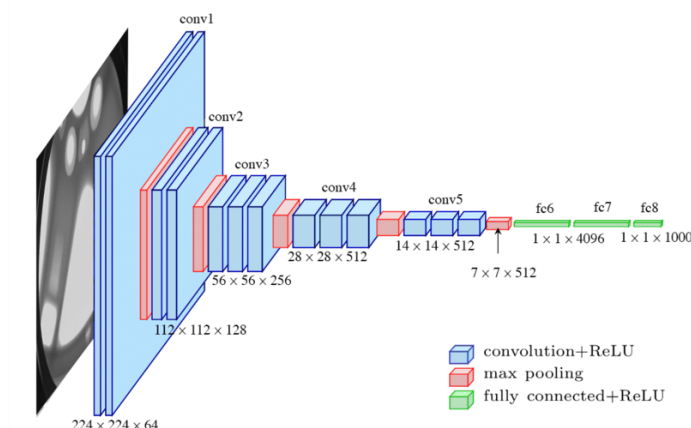 conv1
conv2
conv3
conv4
conv5
fc6
fc7
fc8
1 × 1 × 4096
1 × 1 × 1000
14 × 14 × 512
28 × 28 × 512
7 × 7 × 512
56 × 56 × 256
112 × 112 × 128
224 × 224 × 64
convolution+ReLU
max pooling
fully connected+ReLU